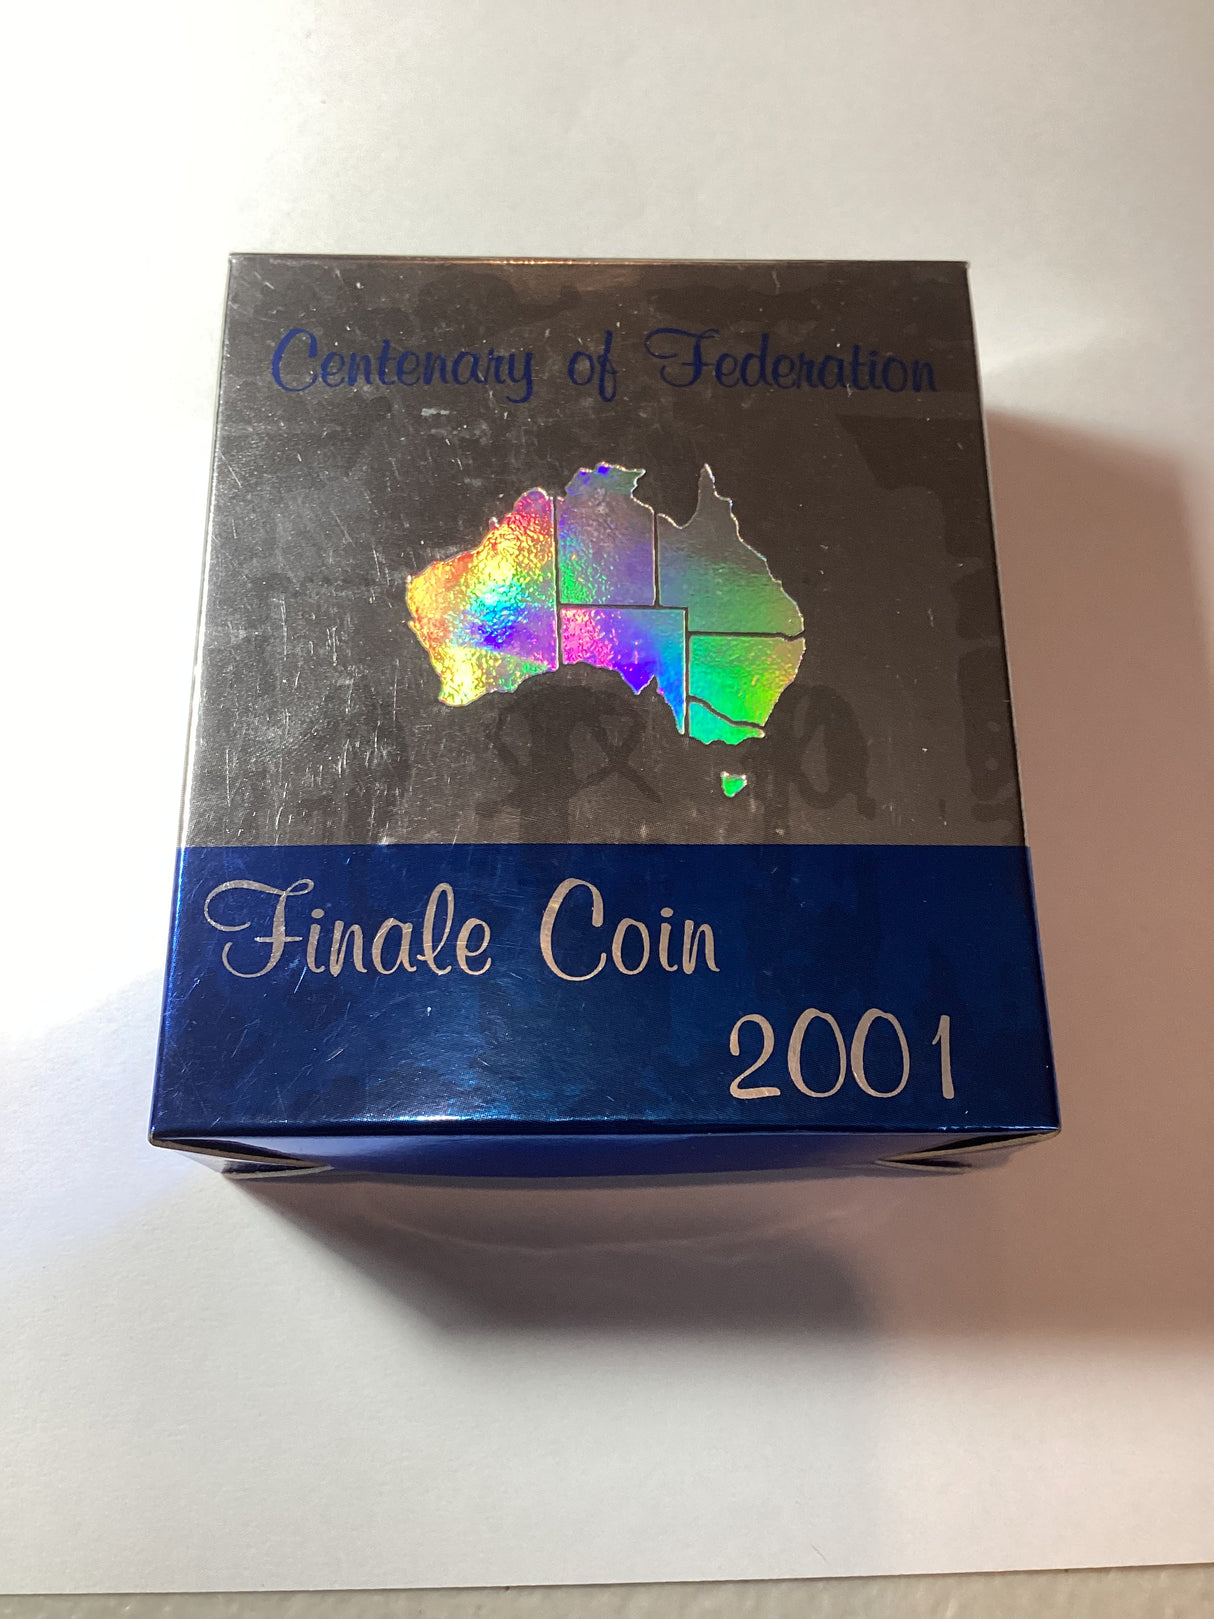 Centenary of Federation
Finale Coin
2001